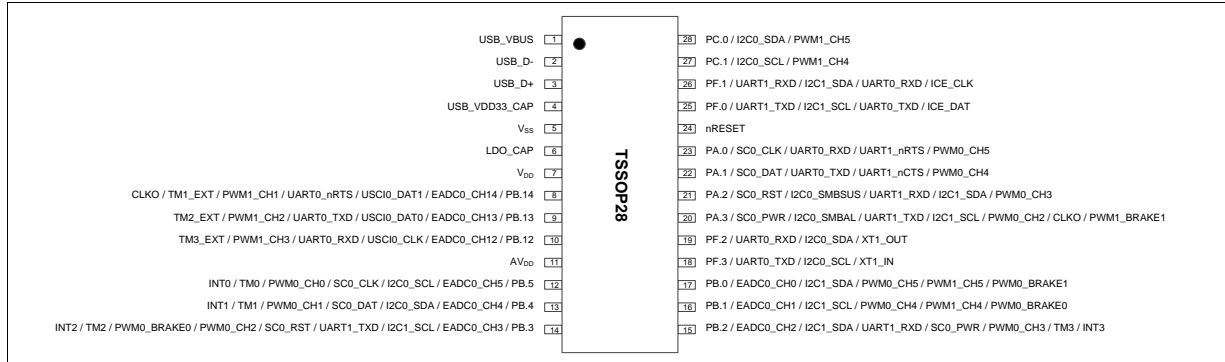 USB_VBUS 1
USB_D- 2
USB_D+ 3
USB_VDD33_CAP 4
VSS 5
LDO_CAP 6
VDD 7
CLKO / TM1_EXT / PWM1_CH1 / UART0_nRTS / USCI0_DAT1 / EADC0_CH14 / PB.14 8
TM2_EXT / PWM1_CH2 / UART0_TXD / USCI0_DAT0 / EADC0_CH13 / PB.13 9
TM3_EXT / PWM1_CH3 / UART0_RXD / USCI0_CLK / EADC0_CH12 / PB.12 10
AVDD 11
INT0 / TM0 / PWM0_CH0 / SC0_CLK / I2C0_SCL / EADC0_CH5 / PB.5 12
INT1 / TM1 / PWM0_CH1 / SC0_DAT / I2C0_SDA / EADC0_CH4 / PB.4 13
INT2 / TM2 / PWM0_BRAKE0 / PWM0_CH2 / SC0_RST / UART1_TXD / I2C1_SCL / EADC0_CH3 / PB.3 14
TSSOP28
28 PC.0 / I2C0_SDA / PWM1_CH5
27 PC.1 / I2C0_SCL / PWM1_CH4
26 PF.1 / UART1_RXD / I2C1_SDA / UART0_RXD / ICE_CLK
25 PF.0 / UART1_TXD / I2C1_SCL / UART0_TXD / ICE_DAT
24 nRESET
23 PA.0 / SC0_CLK / UART0_RXD / UART1_nRTS / PWM0_CH5
22 PA.1 / SC0_DAT / UART0_TXD / UART1_nCTS / PWM0_CH4
21 PA.2 / SC0_RST / I2C0_SMBSUS / UART1_RXD / I2C1_SDA / PWM0_CH3
20 PA.3 / SC0_PWR / I2C0_SMBAL / UART1_TXD / I2C1_SCL / PWM0_CH2 / CLKO / PWM1_BRAKE1
19 PF.2 / UART0_RXD / I2C0_SDA / XT1_OUT
18 PF.3 / UART0_TXD / I2C0_SCL / XT1_IN
17 PB.0 / EADC0_CH0 / I2C1_SDA / PWM0_CH5 / PWM1_CH5 / PWM0_BRAKE1
16 PB.1 / EADC0_CH1 / I2C1_SCL / PWM0_CH4 / PWM1_CH4 / PWM0_BRAKE0
15 PB.2 / EADC0_CH2 / I2C1_SDA / UART1_RXD / SC0_PWR / PWM0_CH3 / TM3 / INT3